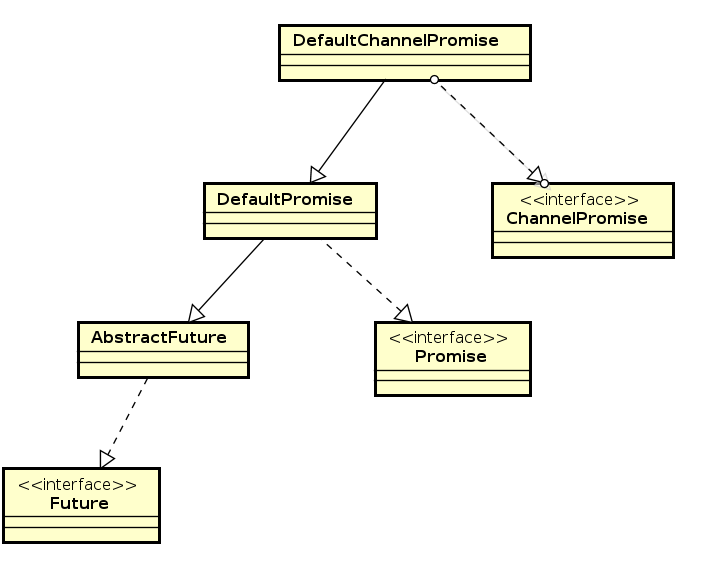 DefaultChannelPromise
DefaultPromise
<<interface>>
ChannelPromise
AbstractFuture
<<interface>>
Promise
<<interface>>
Future